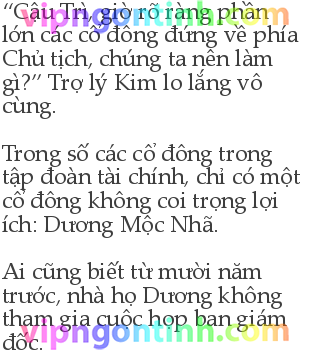 “Cậu Trì, giờ rõ ràng phần
lớn các cổ đông đứng về phía
Chủ tịch, chúng ta nên làm
gì?” Trợ lý Kim lo lắng vô
cùng.
Trong số các cổ đông trong
tập đoàn tài chính, chỉ có một
cổ đông không coi trọng lợi
ích: Dương Mộc Nhã.
Ai cũng biết từ mười năm
trước, nhà họ Dương không
tham gia cuộc họp ban giám
đốc.
vipngontinh.com
vipngontinh.com